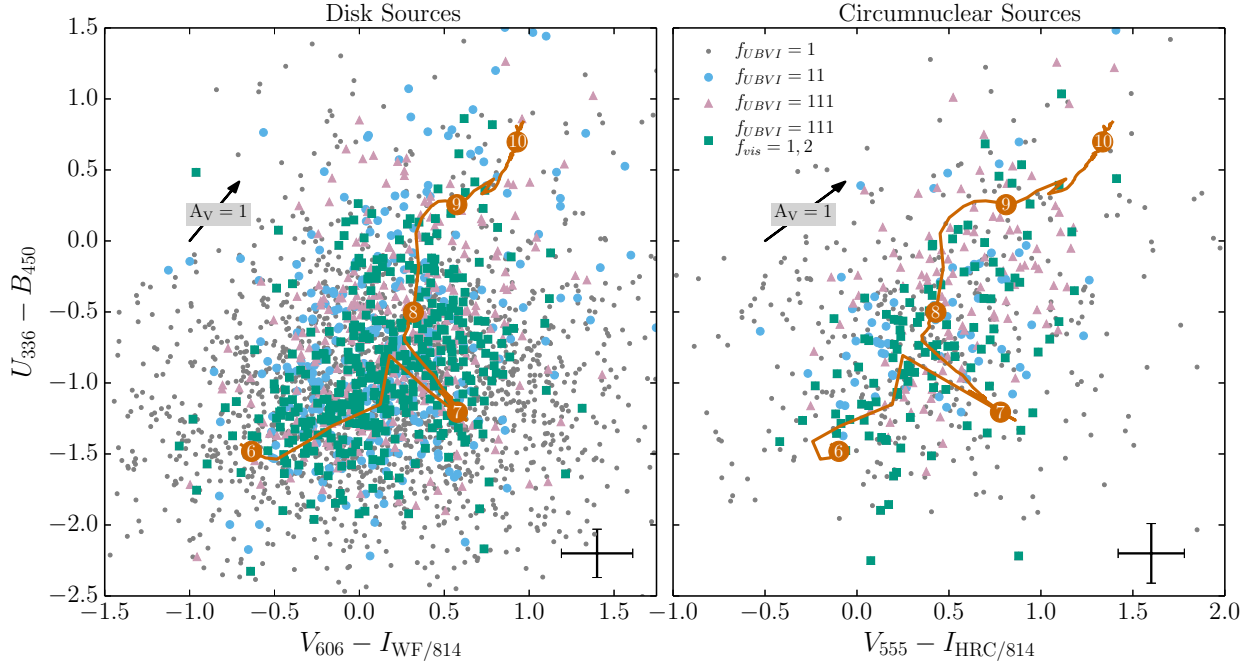 Disk Sources
Circumnuclear Sources
1.5
1.0
0.5
0.0
−0.5
−1.0
−1.5
−2.0
−2.5
U336 − B450
A_V = 1
10
9
8
7
6
−1.5 −1.0 −0.5 0.0 0.5 1.0 1.5
V606 − I_WF/814
f_UBVI = 1
f_UBVI = 11
f_UBVI = 111
f_UBVI = 111
f_vis = 1, 2
A_V = 1
10
9
8
7
6
−1.0 −0.5 0.0 0.5 1.0 1.5 2.0
V555 − I_HRC/814